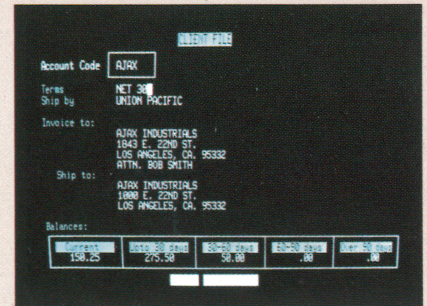 CLIENT FILE
Account Code AJAX
Terms NET 30
Ship by UNION PACIFIC
Invoice to:
AJAX INDUSTRIALS
1843 E. 22ND ST.
LOS ANGELES, CA. 95332
ATTN. BOB SMITH
Ship to:
AJAX INDUSTRIALS
1000 E. 22ND ST.
LOS ANGELES, CA. 95332
Balances:
Current Upto 30 days 30-60 days 60-90 days Over 90 days
150.25 275.50 50.00 .00 .00